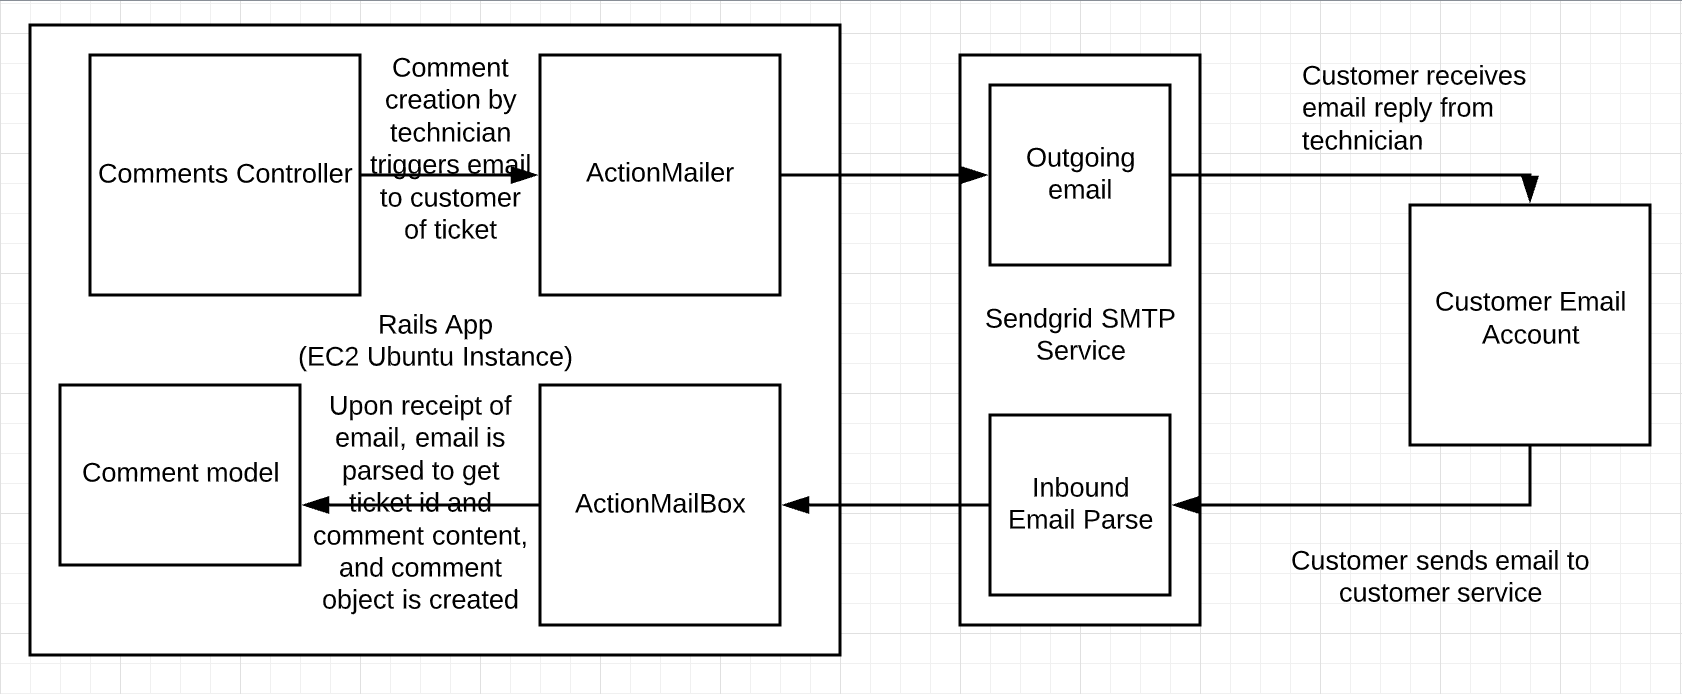 Comment
creation by
technician
triggers email
to customer
of ticket
Comments Controller
ActionMailer
Outgoing
email
Customer receives
email reply from
technician
Rails App
(EC2 Ubuntu Instance)
Sendgrid SMTP
Service
Customer Email
Account
Comment model
Upon receipt of
email, email is
parsed to get
ticket id and
comment content,
and comment
object is created
ActionMailBox
Inbound
Email Parse
Customer sends email to
customer service